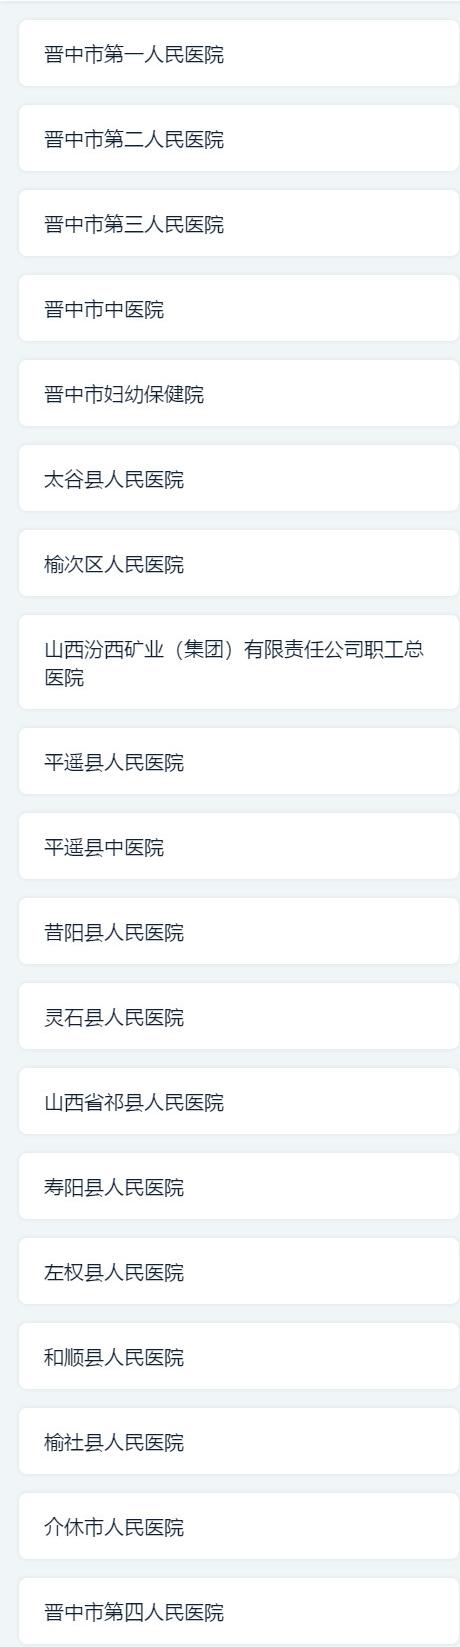 晋中市第一人民医院
晋中市第二人民医院
晋中市第三人民医院
晋中市中医院
晋中市妇幼保健院
太谷县人民医院
榆次区人民医院
山西汾西矿业（集团）有限责任公司职工总
医院
平遥县人民医院
平遥县中医院
昔阳县人民医院
灵石县人民医院
山西省祁县人民医院
寿阳县人民医院
左权县人民医院
和顺县人民医院
榆社县人民医院
介休市人民医院
晋中市第四人民医院